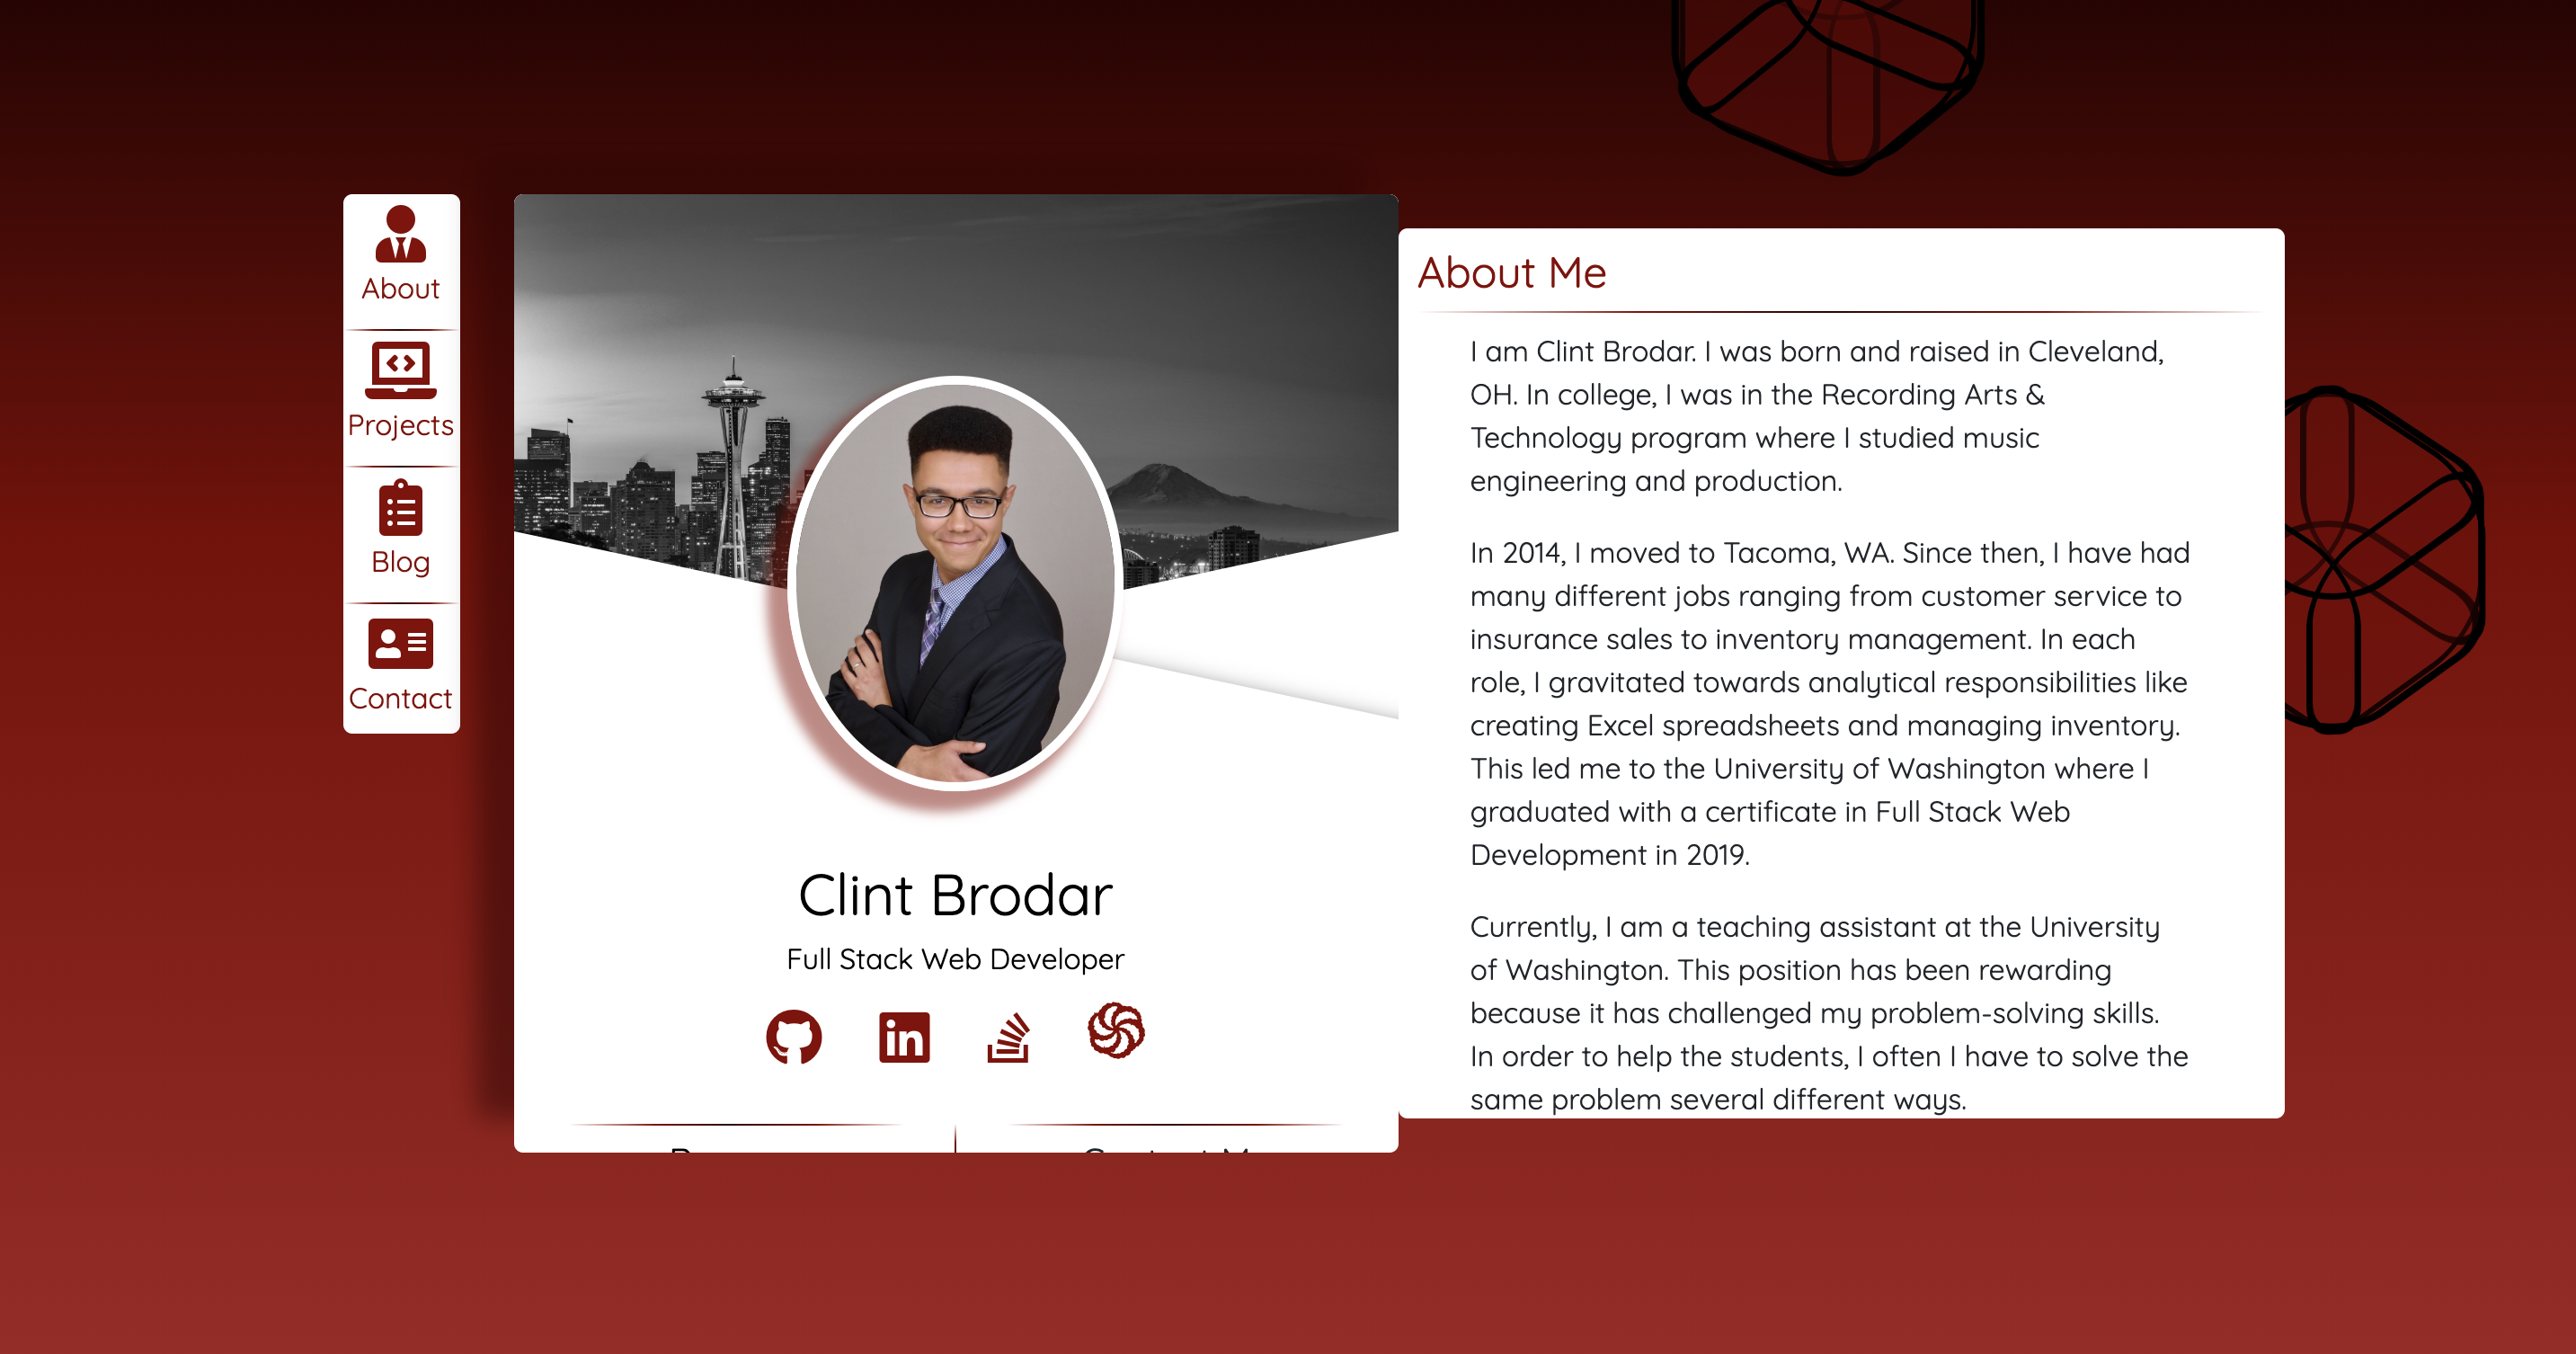 About
Projects
Blog
Contact
Clint Brodar
Full Stack Web Developer
in
About Me
I am Clint Brodar. I was born and raised in Cleveland,
OH. In college, I was in the Recording Arts &
Technology program where I studied music
engineering and production.
In 2014, I moved to Tacoma, WA. Since then, I have had
many different jobs ranging from customer service to
insurance sales to inventory management. In each
role, I gravitated towards analytical responsibilities like
creating Excel spreadsheets and managing inventory.
This led me to the University of Washington where I
graduated with a certificate in Full Stack Web
Development in 2019.
Currently, I am a teaching assistant at the University
of Washington. This position has been rewarding
because it has challenged my problem-solving skills.
In order to help the students, I often I have to solve the
same problem several different ways.